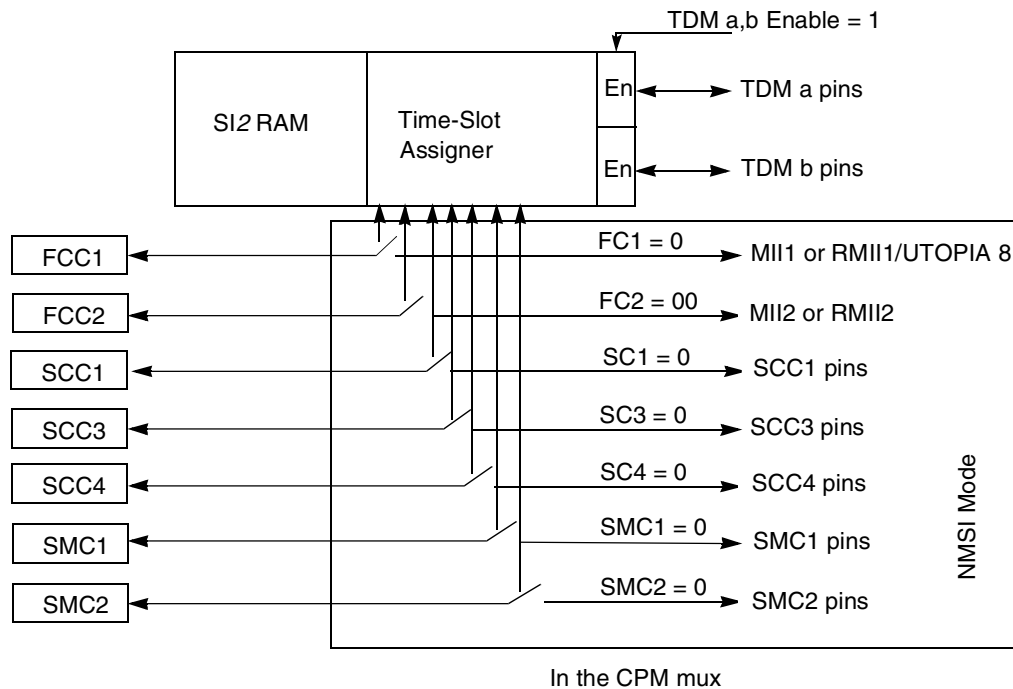 TDM a,b Enable = 1
SI2 RAM
Time-Slot
Assigner
En
TDM a pins
En
TDM b pins
FCC1
FC1 = 0
MII1 or RMII1/UTOPIA 8
FCC2
FC2 = 00
MII2 or RMII2
SCC1
SC1 = 0
SCC1 pins
SCC3
SC3 = 0
SCC3 pins
SCC4
SC4 = 0
SCC4 pins
SMC1
SMC1 = 0
SMC1 pins
SMC2
SMC2 = 0
SMC2 pins
NMSI Mode
In the CPM mux